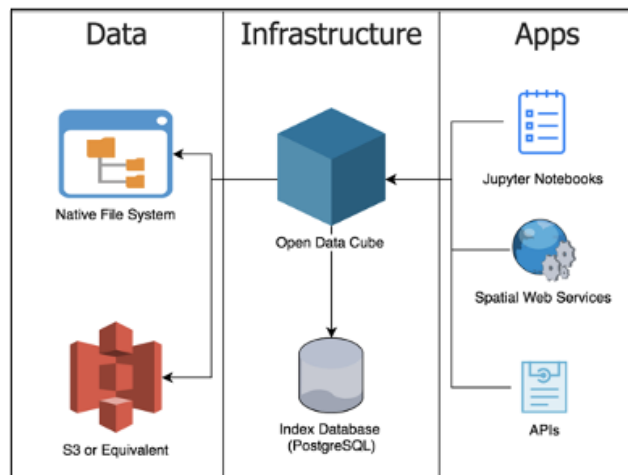 Data
Infrastructure
Apps
Native File System
Open Data Cube
Jupyter Notebooks
Spatial Web Services
S3 or Equivalent
Index Database
(PostgreSQL)
APIs